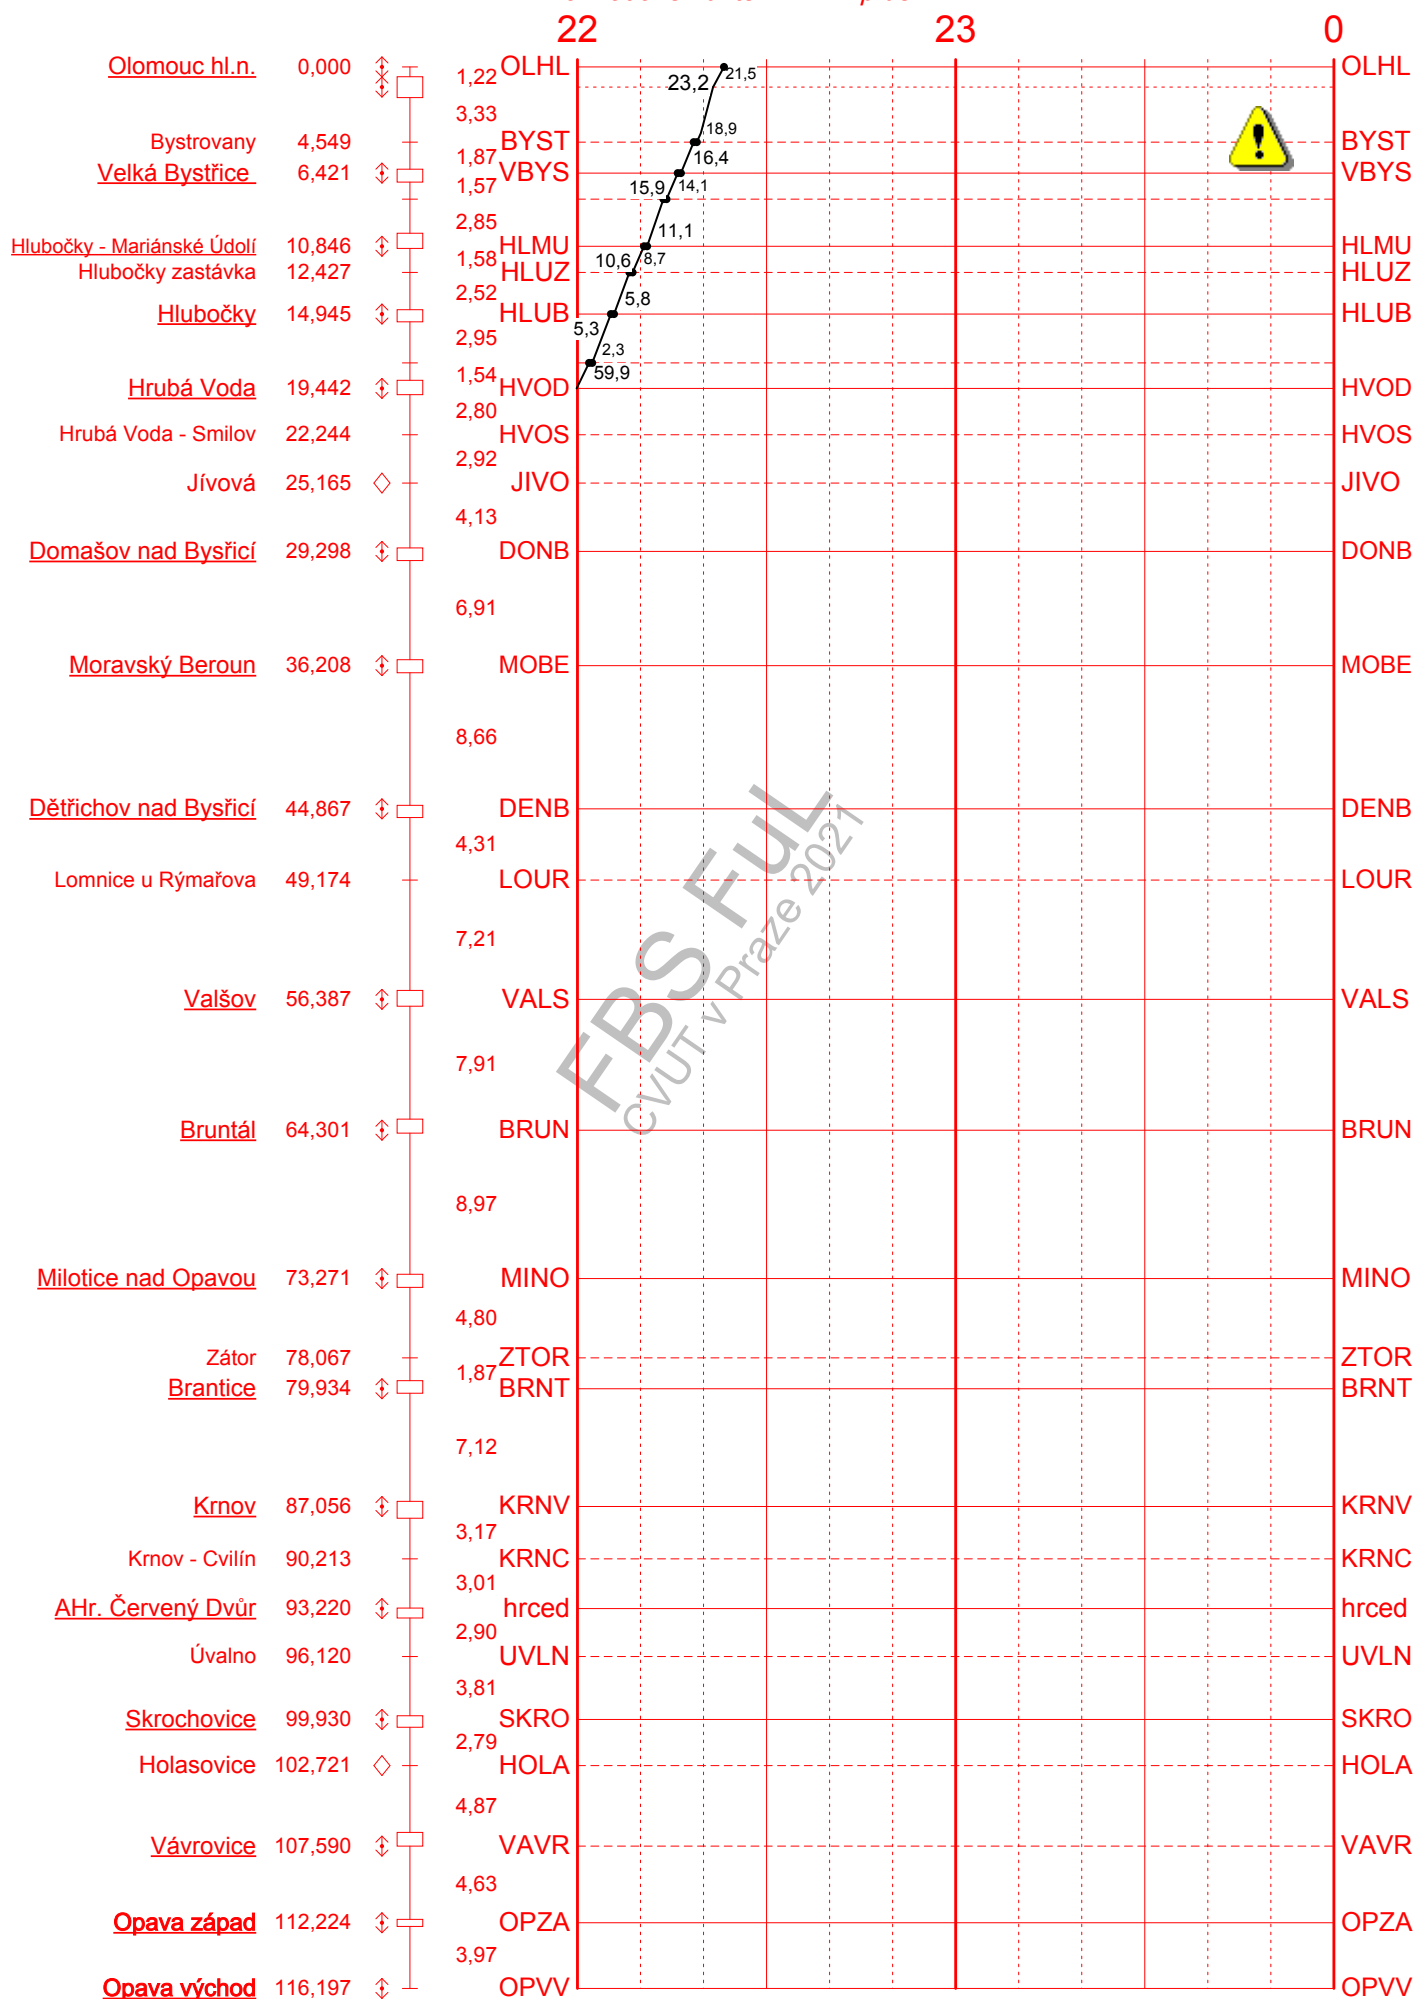 22 23 0
Olomouc hl.n. 0,000 OLHL 21,5 OLHL
1,22
23,2
3,33
18,9
Bystrovany 4,549 BYST BYST
1,87 16,4
Velká Bystřice 6,421 VBYS VBYS
1,57 15,9 14,1
2,85
11,1
Hlubočky - Mariánské Údolí 10,846 HLMU HLMU
1,58 10,6 8,7
Hlubočky zastávka 12,427 HLUZ HLUZ
2,52 5,8
Hlubočky 14,945 HLUB HLUB
5,3
2,95 2,3
1,54 59,9
Hrubá Voda 19,442 HVOD HVOD
2,80
Hrubá Voda - Smilov 22,244 HVOS HVOS
2,92
Jívová 25,165 JIVO JIVO
4,13
Domašov nad Bysřicí 29,298 DONB DONB
6,91
Moravský Beroun 36,208 MOBE MOBE
8,66
Dětřichov nad Bysřicí 44,867 DENB DENB
4,31
Lomnice u Rýmařova 49,174 LOUR LOUR
7,21
FBS FuL
CVUT v Praze 2021
Valšov 56,387 VALS VALS
7,91
Bruntál 64,301 BRUN BRUN
8,97
Milotice nad Opavou 73,271 MINO MINO
4,80
Zátor 78,067 ZTOR ZTOR
1,87
Brantice 79,934 BRNT BRNT
7,12
Krnov 87,056 KRNV KRNV
3,17
Krnov - Cvilín 90,213 KRNC KRNC
3,01
AHr. Červený Dvůr 93,220 hrced hrced
2,90
Úvalno 96,120 UVLN UVLN
3,81
Skrochovice 99,930 SKRO SKRO
2,79
Holasovice 102,721 HOLA HOLA
4,87
Vávrovice 107,590 VAVR VAVR
4,63
Opava západ 112,224 OPZA OPZA
3,97
Opava východ 116,197 OPVV OPVV